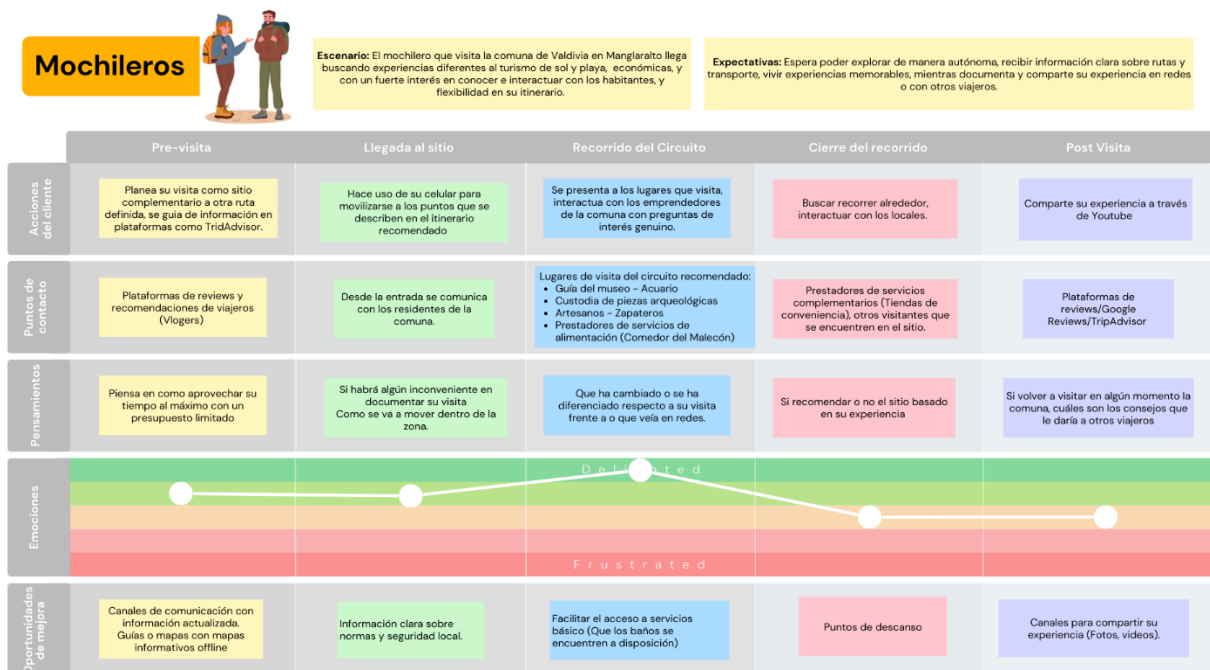 Mochileros
Escenario: El mochilero que visita la comuna de Valdivia en Manglaralto llega
buscando experiencias diferentes al turismo de sol y playa, económicas, y
con un fuerte interés en conocer e interactuar con los habitantes, y
flexibilidad en su itinerario.
Expectativas: Espera poder explorar de manera autónoma, recibir información clara sobre rutas y
transporte, vivir experiencias memorables, mientras documenta y comparte su experiencia en redes
o con otros viajeros.
Pre-visita
Llegada al sitio
Recorrido del Circuito
Cierre del recorrido
Post Visita
Acciones
del cliente
Planea su visita como sitio
complementario a otra ruta
definida, se guia de información en
plataformas como TridAdvisor.
Hace uso de su celular para
movilizarse a los puntos que se
describen en el itinerario
recomendado
Se presenta a los lugares que visita,
interactua con los emprendedores
de la comuna con preguntas de
interés genuino.
Buscar recorrer alrededor,
interactuar con los locales.
Comparte su experiencia a través
de Youtube
Puntos de
contacto
Plataformas de reviews y
recomendaciones de viajeros
(Vlogers)
Desde la entrada se comunica
con los residentes de la
comuna.
Lugares de visita del circuito recomendado:
• Guía del museo - Acuario
• Custodia de piezas arqueológicas
• Artesanos - Zapateros
• Prestadores de servicios de
alimentación (Comedor del Malecón)
Prestadores de servicios
complementarios (Tiendas de
conveniencia), otros visitantes que
se encuentren en el sitio.
Plataformas de
reviews/Google
Reviews/TripAdvisor
Pensamientos
Piensa en como aprovechar su
tiempo al máximo con un
presupuesto limitado
Si habrá algún inconveniente en
documentar su visita
Como se va a mover dentro de la
zona.
Que ha cambiado o se ha
diferenciado respecto a su visita
frente a o que veía en redes.
Si recomendar o no el sitio basado
en su experiencia
Si volver a visitar en algún momento la
comuna, cuáles son los consejos que
le daría a otros viajeros
Emociones
Delighted
Frustrated
Oportunidades
de mejora
Canales de comunicación con
información actualizada.
Guías o mapas con mapas
informativos offline
Información clara sobre
normas y seguridad local.
Facilitar el acceso a servicios
básico (Que los baños se
encuentren a disposición)
Puntos de descanso
Canales para compartir su
experiencia (Fotos, videos).